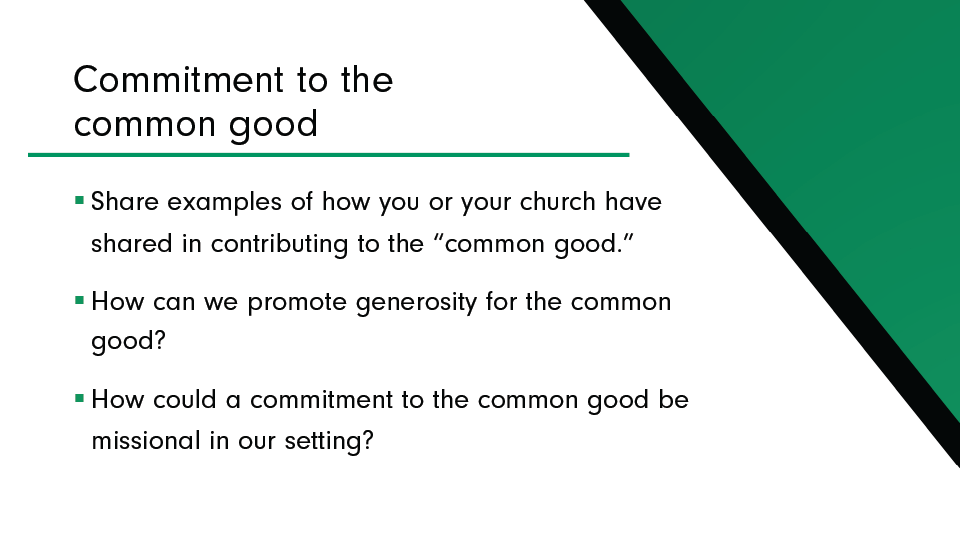 Commitment to the
common good
▪ Share examples of how you or your church have
shared in contributing to the “common good.”
▪ How can we promote generosity for the common
good?
▪ How could a commitment to the common good be
missional in our setting?